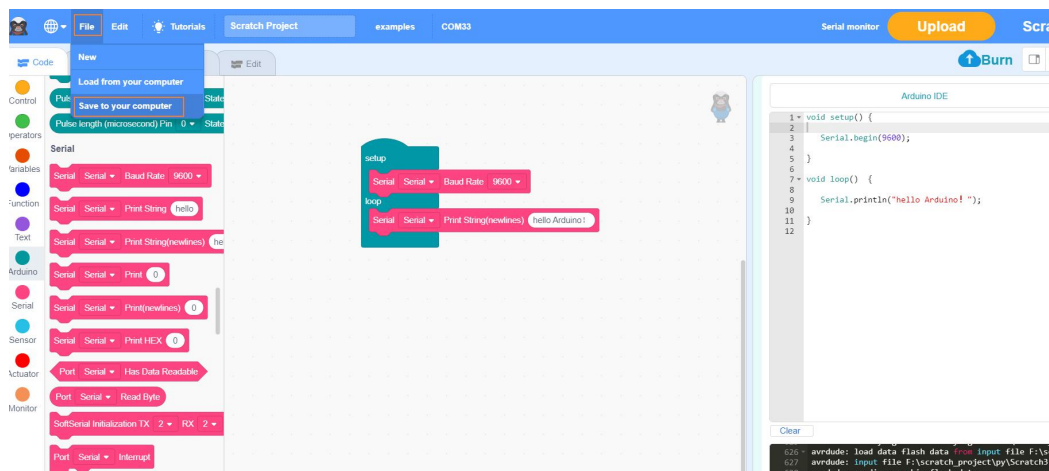 File Edit Tutorials Scratch Project examples COM33 Serial monitor Upload
Code Edit Burn
New
Load from your computer
Save to your computer
Control
Variables
Function
Text
Arduino
Serial
Sensor
Actuator
Monitor
Pulse length (microsecond) Pin 0 State
Serial
Serial Serial Baud Rate 9600
Serial Serial Print String hello
Serial Serial Print String(newlines)
Serial Serial Print 0
Serial Serial Print(newlines) 0
Serial Serial Print HEX 0
Port Serial Has Data Readable
Port Serial Read Byte
SoftSerial Initialization TX 2 RX 2
Port Serial Interrupt
setup
Serial Serial Baud Rate 9600
loop
Serial Serial Print String(newlines) hello Arduino!
Arduino IDE
1 void setup() {
2
3 Serial.begin(9600);
4
5 }
6
7 void loop() {
8
9 Serial.println("hello Arduino! ");
10
11 }
12
Clear
626 avrdude: load data flash data from input file
627 avrdude: input file F:\scratch_project\py\Scratch3